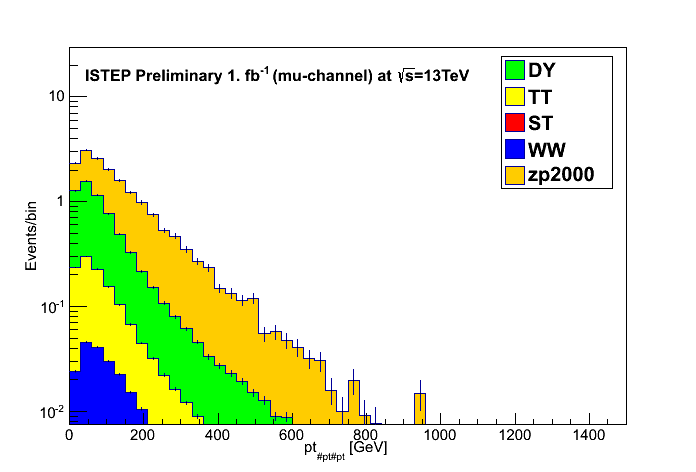 ISTEP Preliminary 1. fb-1 (mu-channel) at √s=13TeV
DY
TT
ST
WW
zp2000
Events/bin
10
1
10-1
10-2
0 200 400 600 800 1000 1200 1400
pt#pt#pt [GeV]